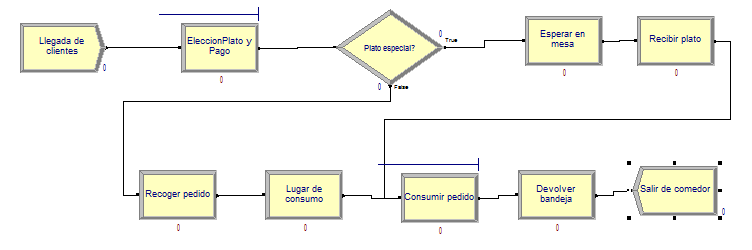 Llegada de
clientes
0
EleccionPlato y
Pago
0
Plato especial?
0
True
0
False
Esperar en
mesa
0
Recibir plato
0
Recoger pedido
0
Lugar de
consumo
0
Consumir pedido
0
Devolver
bandeja
0
Salir de comedor
0